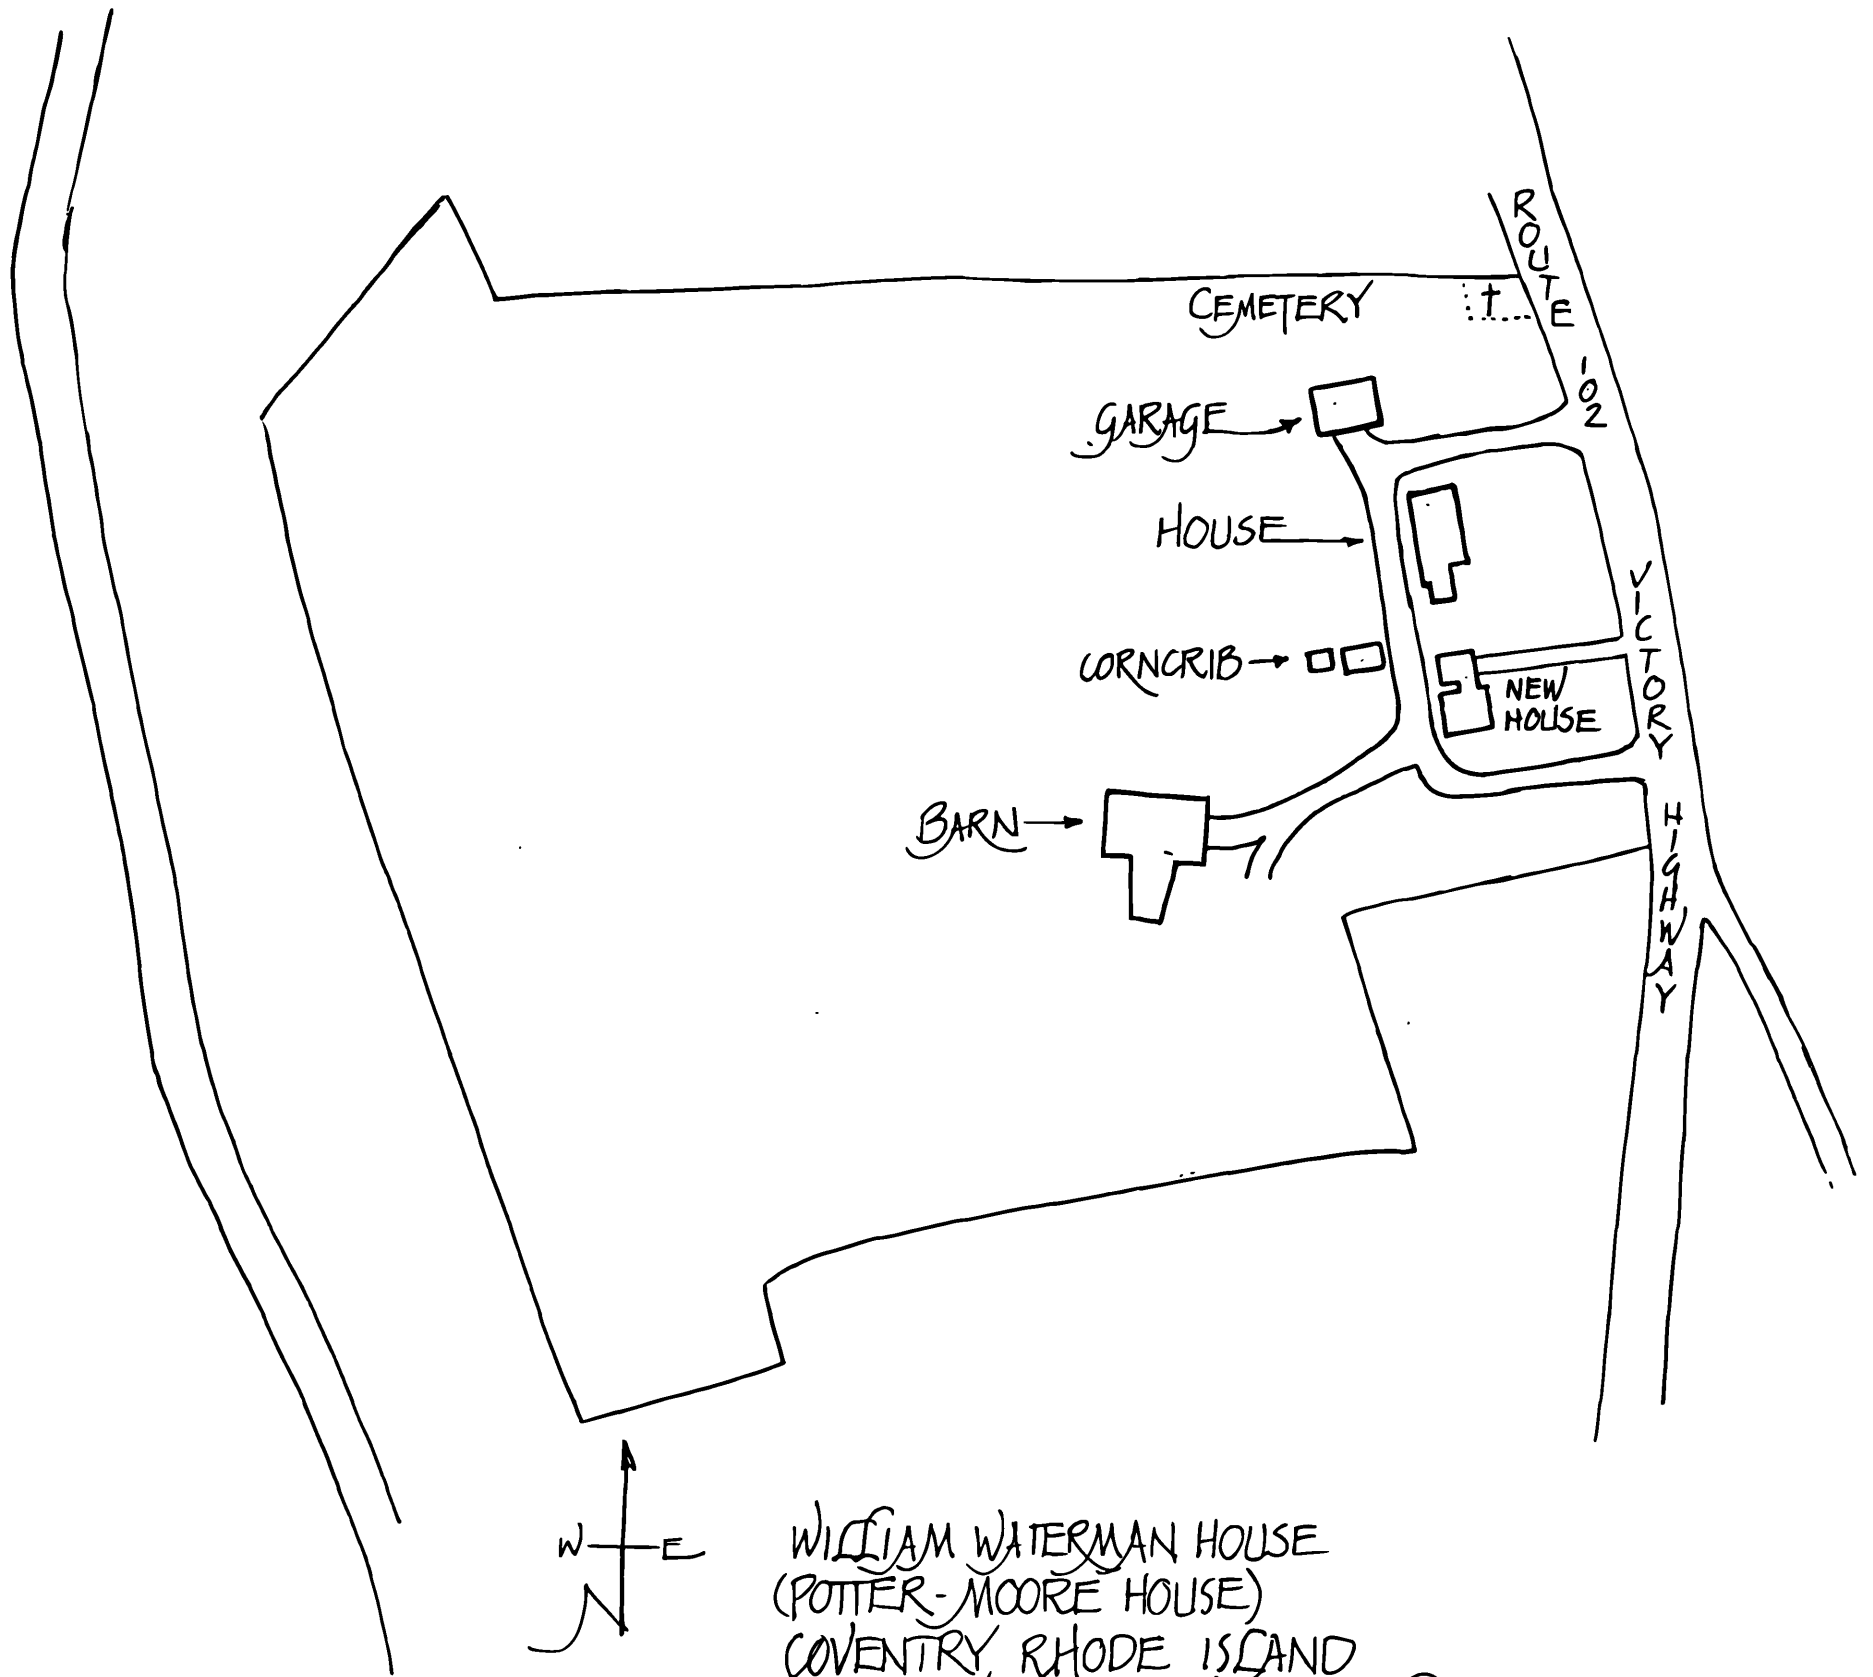 ROUTE 102
CEMETERY
GARAGE
HOUSE
VICTORY HIGHWAY
CORNCRIB
NEW
HOUSE
BARN
W E
N
WILLIAM WATERMAN HOUSE
(POTTER-MOORE HOUSE)
COVENTRY, RHODE ISLAND